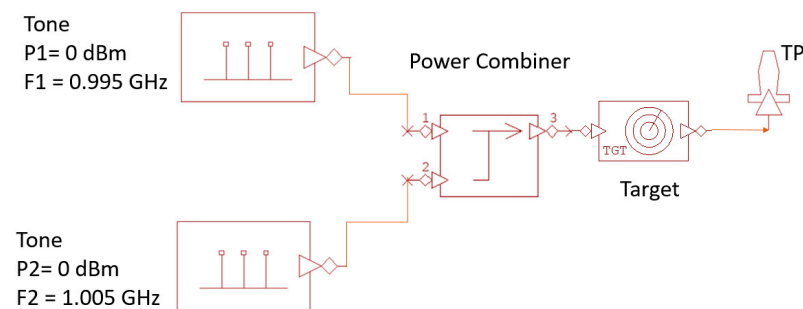 Tone
P1= 0 dBm
F1 = 0.995 GHz
Power Combiner
TP
1
3
2
TGT
Target
Tone
P2= 0 dBm
F2 = 1.005 GHz